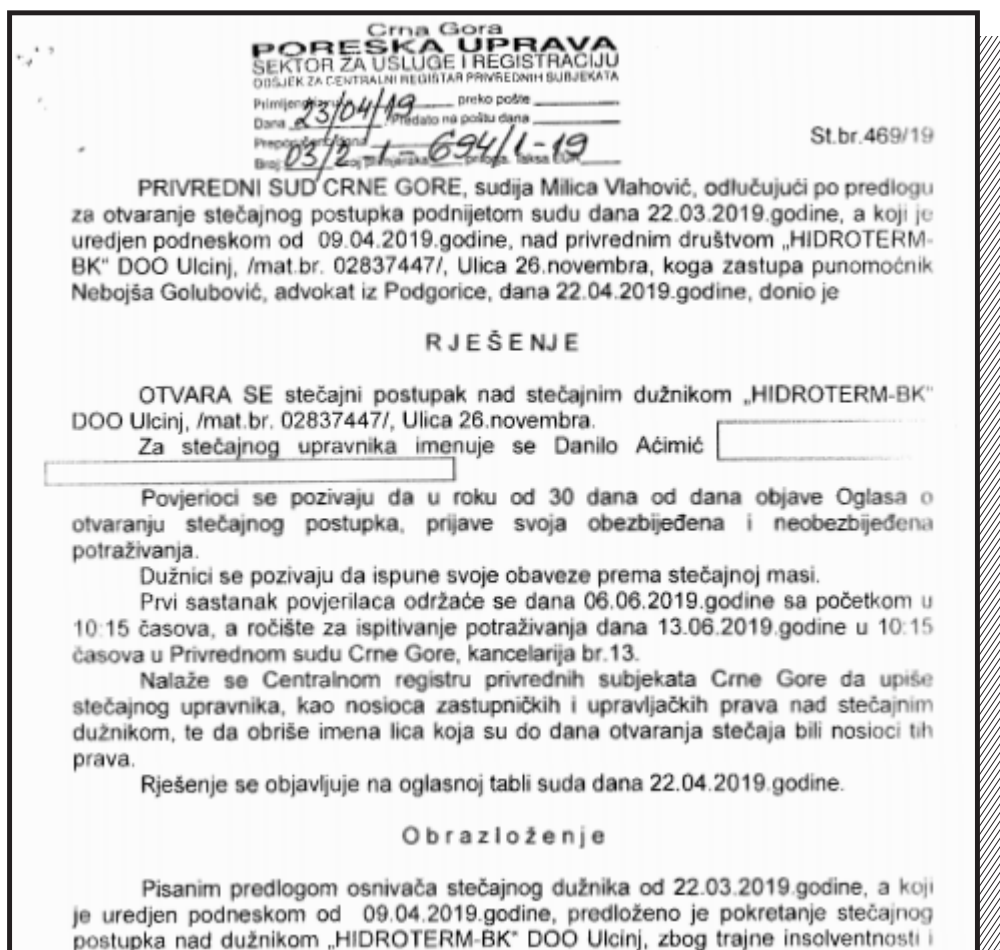 Crna Gora
PORESKA UPRAVA
SEKTOR ZA USLUGE I REGISTRACIJU
ODSJEK ZA CENTRALNI REGISTAR PRIVREDNIH SUBJEKATA
preko pošte
Dana 23/04/19 Predato na poštu dana
Broj 03/2 1-694/1-19 Taksa EUR
St.br.469/19
PRIVREDNI SUD CRNE GORE, sudija Milica Vlahović, odlučujući po predlogu
za otvaranje stečajnog postupka podnijetom sudu dana 22.03.2019.godine, a koji je
uredjen podneskom od 09.04.2019.godine, nad privrednim društvom „HIDROTERM-
BK“ DOO Ulcinj, /mat.br. 02837447/, Ulica 26.novembra, koga zastupa punomoćnik
Nebojša Golubović, advokat iz Podgorice, dana 22.04.2019.godine, donio je
R J E Š E NJ E
OTVARA SE stečajni postupak nad stečajnim dužnikom „HIDROTERM-BK“
DOO Ulcinj, /mat.br. 02837447/, Ulica 26.novembra.
Za stečajnog upravnika imenuje se Danilo Aćimić
Povjerioci se pozivaju da u roku od 30 dana od dana objave Oglasa o
otvaranju stečajnog postupka, prijave svoja obezbijeđena i neobezbijeđena
potraživanja.
Dužnici se pozivaju da ispune svoje obaveze prema stečajnoj masi.
Prvi sastanak povjerilaca održaće se dana 06.06.2019.godine sa početkom u
10:15 časova, a ročište za ispitivanje potraživanja dana 13.06.2019.godine u 10:15
časova u Privrednom sudu Crne Gore, kancelarija br.13.
Nalaže se Centralnom registru privrednih subjekata Crne Gore da upiše
stečajnog upravnika, kao nosioca zastupničkih i upravljačkih prava nad stečajnim
dužnikom, te da obriše imena lica koja su do dana otvaranja stečaja bili nosioci tih
prava.
Rješenje se objavljuje na oglasnoj tabli suda dana 22.04.2019.godine.
O b r a z l o ž e nj e
Pisanim predlogom osnivača stečajnog dužnika od 22.03.2019.godine, a koji
je uredjen podneskom od 09.04.2019.godine, predloženo je pokretanje stečajnog
postupka nad dužnikom „HIDROTERM-BK“ DOO Ulcinj, zbog trajne insolventnosti i